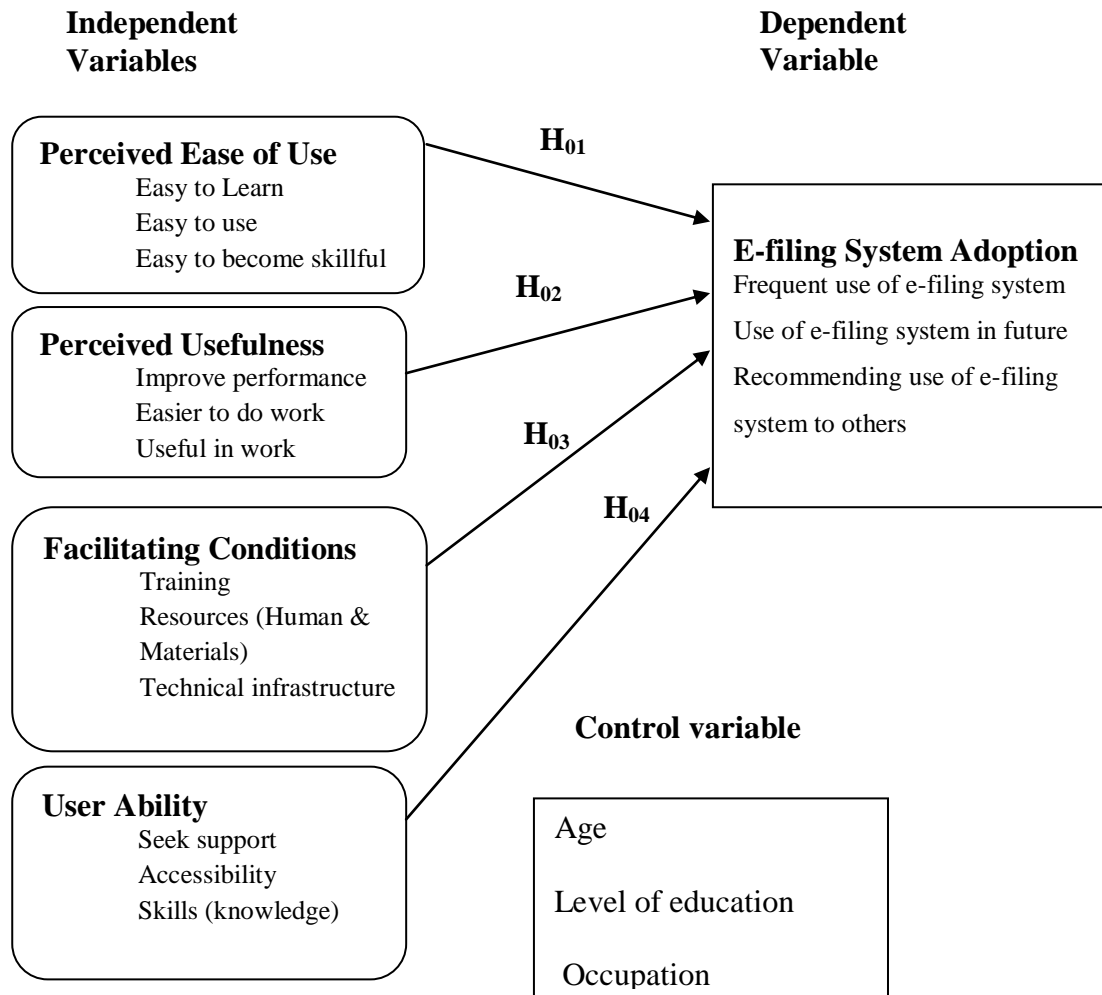 Independent
Variables
Dependent
Variable
Perceived Ease of Use
Easy to Learn
Easy to use
Easy to become skillful
H01
Perceived Usefulness
Improve performance
Easier to do work
Useful in work
H02
Facilitating Conditions
Training
Resources (Human &
Materials)
Technical infrastructure
H03
User Ability
Seek support
Accessibility
Skills (knowledge)
H04
E-filing System Adoption
Frequent use of e-filing system
Use of e-filing system in future
Recommending use of e-filing
system to others
Control variable
Age
Level of education
Occupation